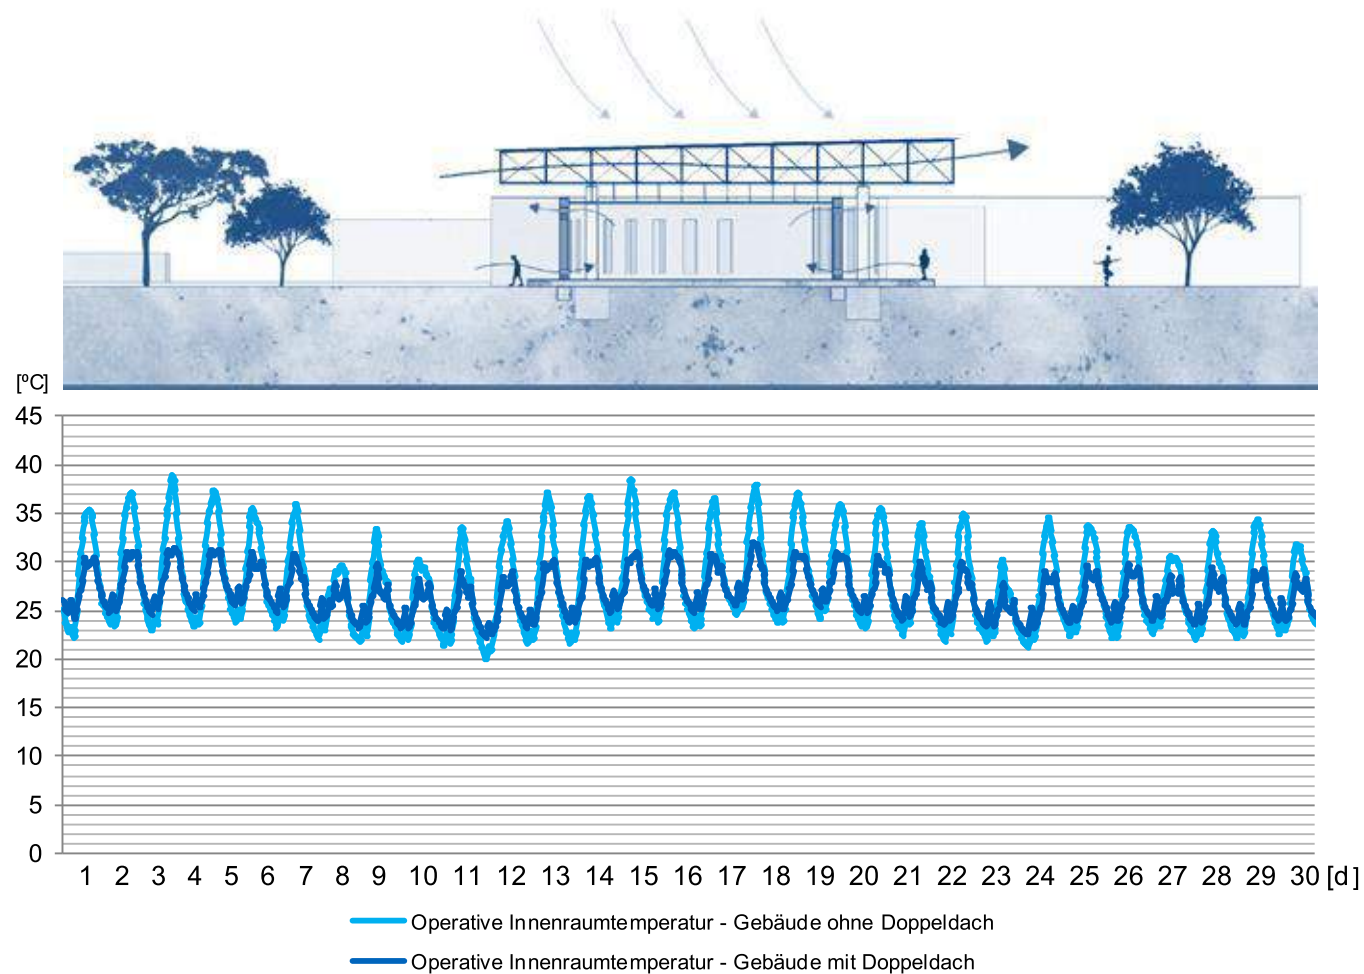 [ºC]
45
40
35
30
25
20
15
10
5
0
1 2 3 4 5 6 7 8 9 10 11 12 13 14 15 16 17 18 19 20 21 22 23 24 25 26 27 28 29 30 [d]
Operative Innenraumtemperatur - Gebäude ohne Doppeldach
Operative Innenraumtemperatur - Gebäude mit Doppeldach